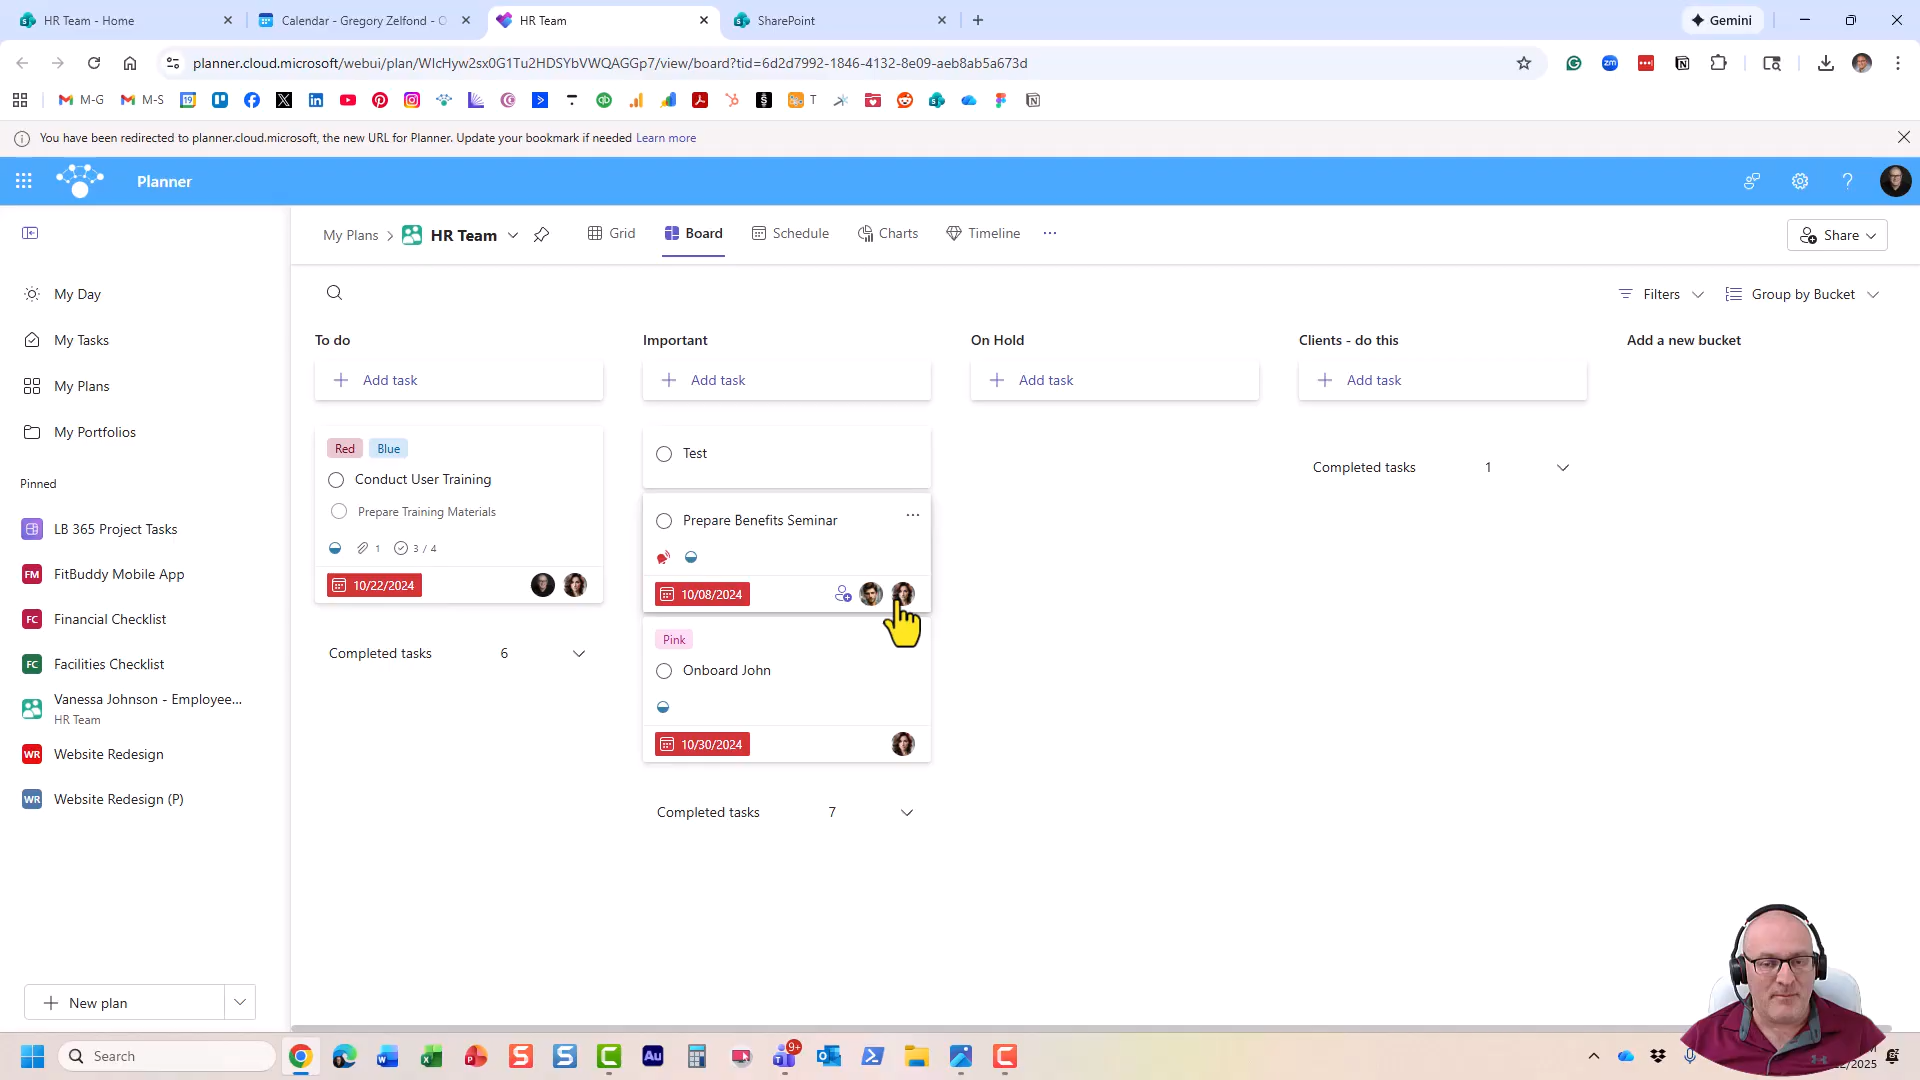 HR Team - Home
Calendar - Gregory Zelfond - O
HR Team
SharePoint
Gemini
planner.cloud.microsoft/webui/plan/WIcHyw2sx0G1Tu2HDSYbVWQAGGp7/view/board?tid=6d2d7992-1846-4132-8e09-aeb8ab5a673d
M-G
M-S
T
You have been redirected to planner.cloud.microsoft, the new URL for Planner. Update your bookmark if needed Learn more
Planner
My Plans
HR Team
Grid
Board
Schedule
Charts
Timeline
Share
My Day
My Tasks
My Plans
My Portfolios
Pinned
LB 365 Project Tasks
FM FitBuddy Mobile App
FC Financial Checklist
FC Facilities Checklist
Vanessa Johnson - Employee...
HR Team
WR Website Redesign
WR Website Redesign (P)
New plan
Filters
Group by Bucket
To do
Add task
Red Blue
Conduct User Training
Prepare Training Materials
1 3 / 4
10/22/2024
Completed tasks 6
Important
Add task
Test
Prepare Benefits Seminar
10/08/2024
Pink
Onboard John
10/30/2024
Completed tasks 7
On Hold
Add task
Clients - do this
Add task
Completed tasks 1
Add a new bucket
Search
9+